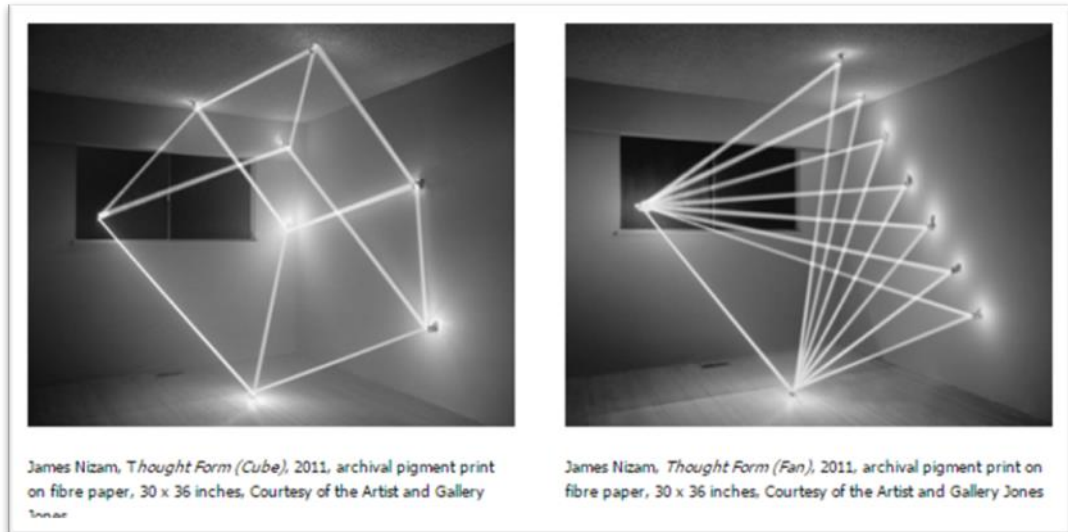 James Nizam, Thought Form (Cube), 2011, archival pigment print
on fibre paper, 30 x 36 inches, Courtesy of the Artist and Gallery
Jones
James Nizam, Thought Form (Fan), 2011, archival pigment print on
fibre paper, 30 x 36 inches, Courtesy of the Artist and Gallery Jones